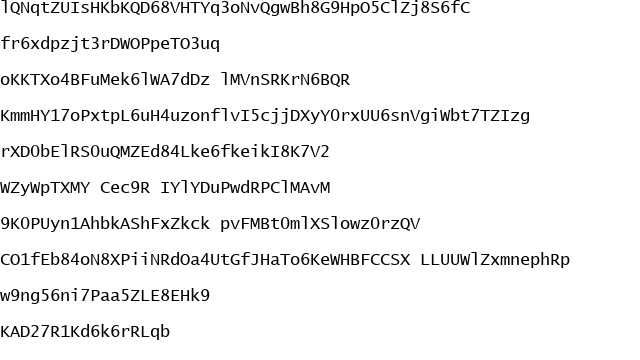 lQNqtZUIsHKbKQD68VHTYq3oNvQgwBh8G9HpO5ClZj8S6fC
fr6xdpzjt3rDWOPpeTO3uq
oKKTXo4BFuMek6lWA7dDz lMVnSRKrN6BQR
KmmHY17oPxtpL6uH4uzonflvI5cjjDXyYOrxUU6snVgiWbt7TZIzg
rXDObElRSOuQMZEd84Lke6fkeikI8K7V2
WZyWpTXMY Cec9R IYlYDuPwdRPClMAvM
9KOPUyn1AhbkAShFxZkck pvFMBtOmlXSlowzOrzQV
CO1fEb84oN8XPiiNRdOa4UtGfJHaTo6KeWHBFCCSX LLUUWlZxmnephRp
w9ng56ni7Paa5ZLE8EHk9
KAD27R1Kd6k6rRLqb